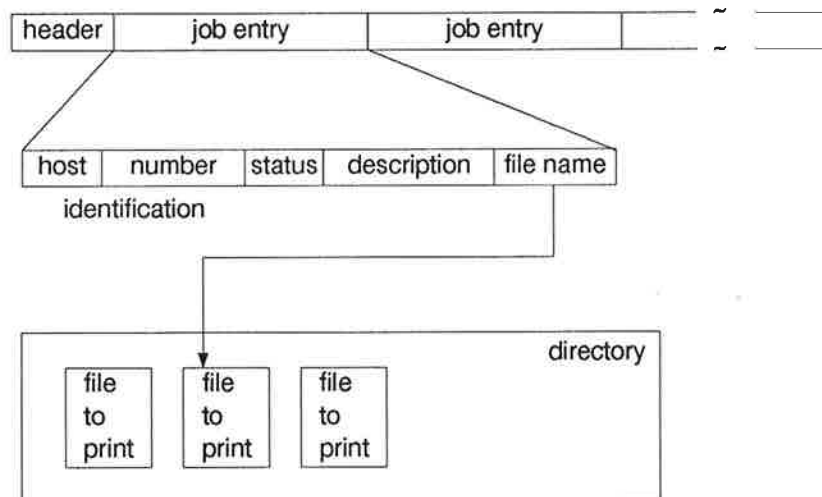 header job entry job entry ~
~
host number status description file name
identification
directory
file file file
to to to
print print print